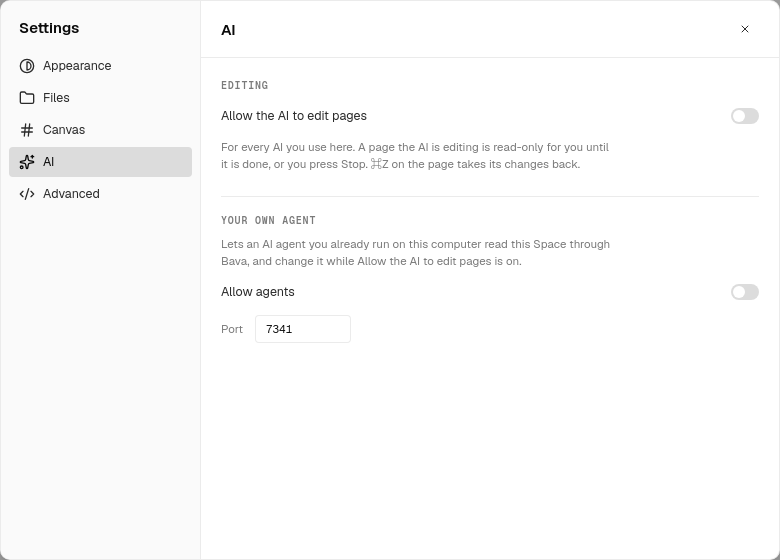 Settings
Appearance
Files
Canvas
AI
Advanced
AI
EDITING
Allow the AI to edit pages
For every AI you use here. A page the AI is editing is read-only for you until
it is done, or you press Stop. ⌘Z on the page takes its changes back.
YOUR OWN AGENT
Lets an AI agent you already run on this computer read this Space through
Bava, and change it while Allow the AI to edit pages is on.
Allow agents
Port 7341